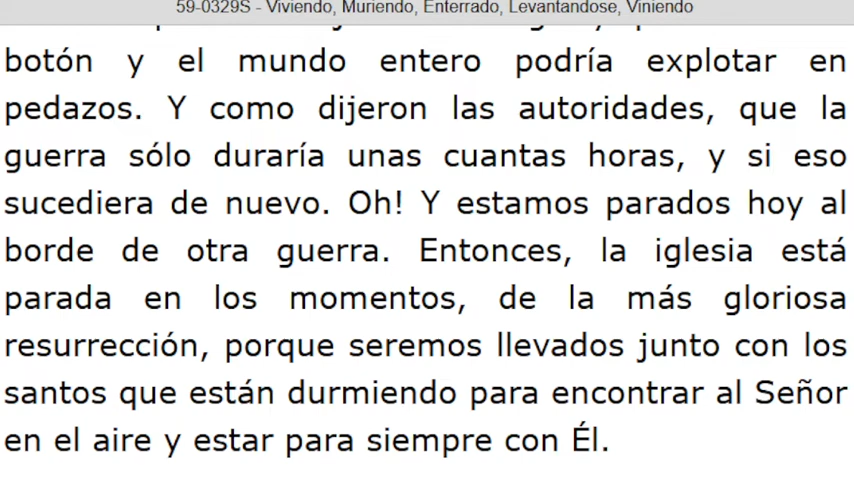 59-0329S - Viviendo, Muriendo, Enterrado, Levantandose, Viniendo
botón y el mundo entero podría explotar en
pedazos. Y como dijeron las autoridades, que la
guerra sólo duraría unas cuantas horas, y si eso
sucediera de nuevo. Oh! Y estamos parados hoy al
borde de otra guerra. Entonces, la iglesia está
parada en los momentos, de la más gloriosa
resurrección, porque seremos llevados junto con los
santos que están durmiendo para encontrar al Señor
en el aire y estar para siempre con Él.